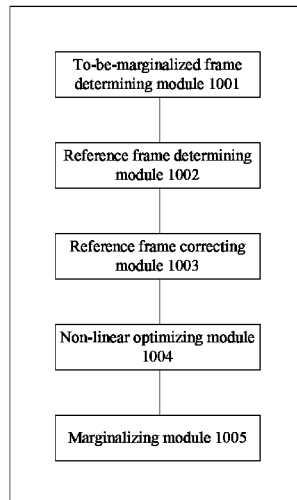 To-be-marginalized frame
determining module 1001
Reference frame determining
module 1002
Reference frame correcting
module 1003
Non-linear optimizing module
1004
Marginalizing module 1005